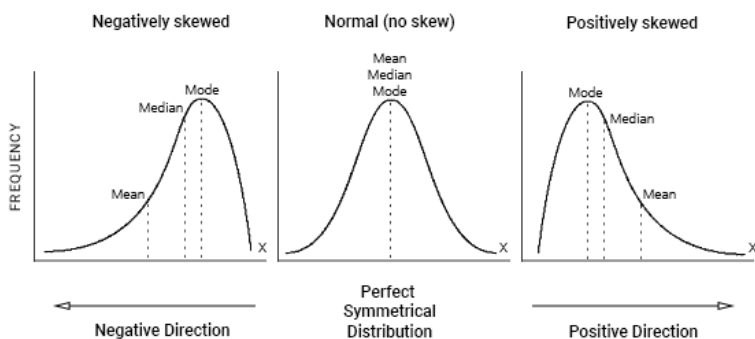 Negatively skewed
Normal (no skew)
Positively skewed
FREQUENCY
Mode
Median
Mean
X
Mean
Median
Mode
X
Mode
Median
Mean
X
Negative Direction
Perfect
Symmetrical
Distribution
Positive Direction